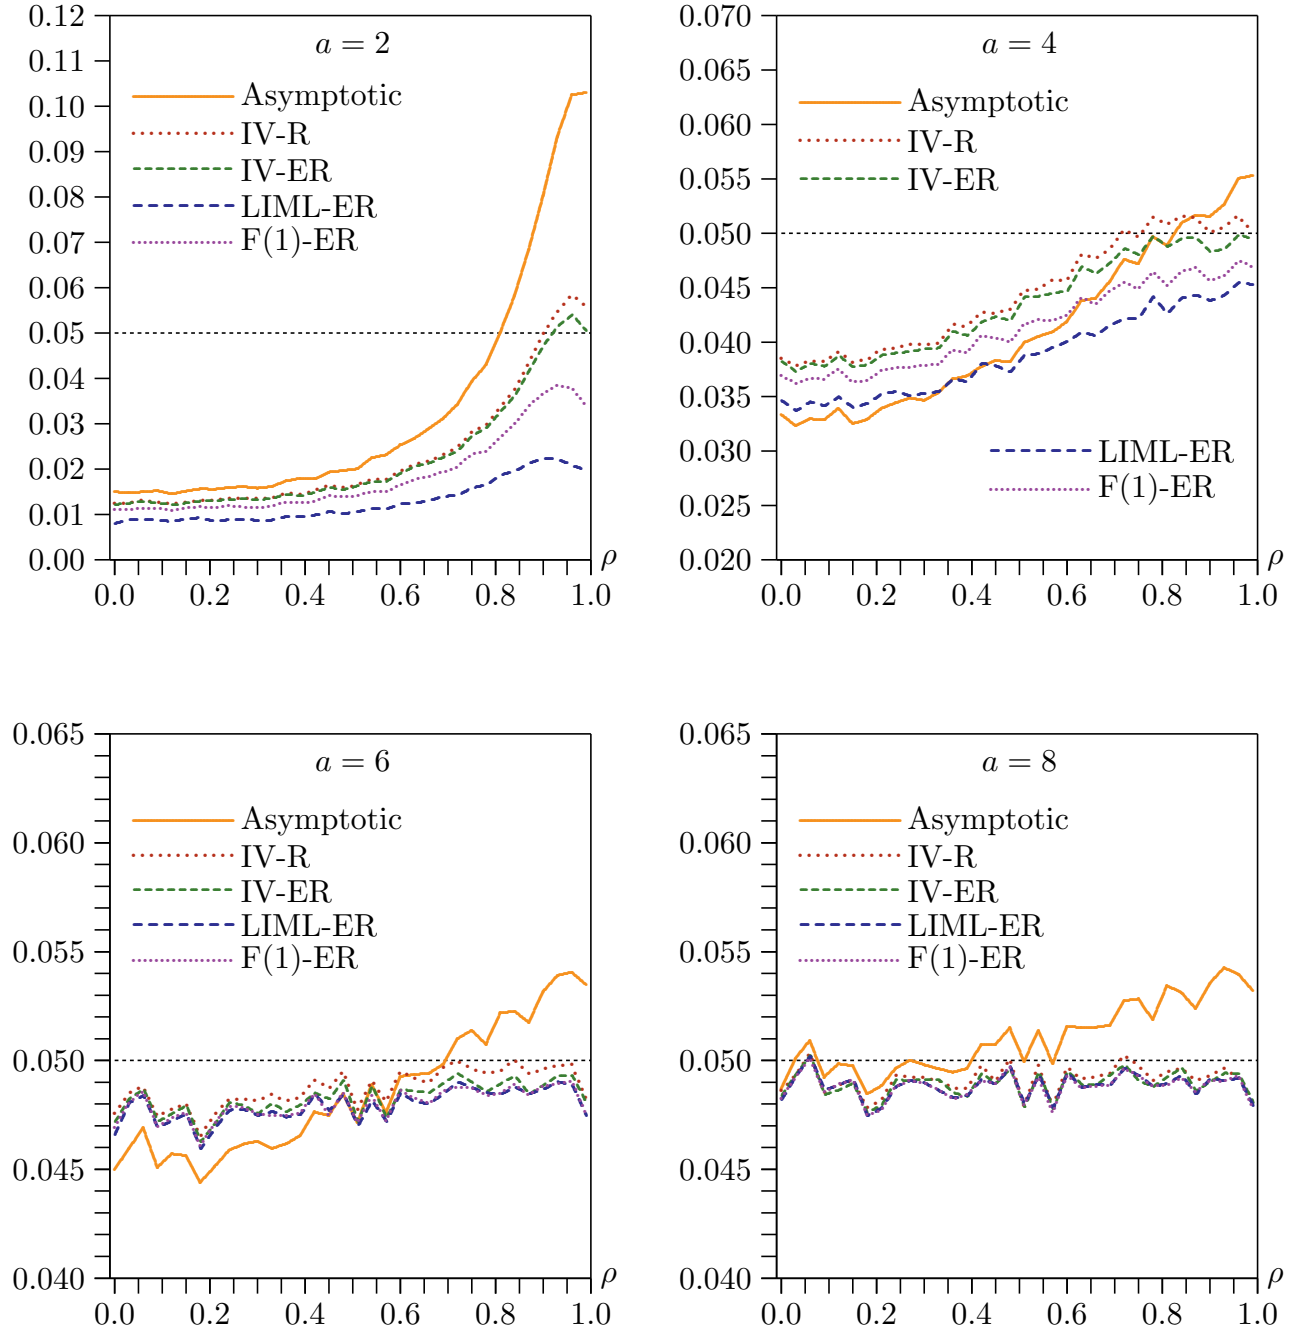 a = 2
0.12
0.11
0.10
0.09
0.08
0.07
0.06
0.05
0.04
0.03
0.02
0.01
0.00
Asymptotic
IV-R
IV-ER
LIML-ER
F(1)-ER
0.0 0.2 0.4 0.6 0.8 1.0
ρ
a = 4
0.070
0.065
0.060
0.055
0.050
0.045
0.040
0.035
0.030
0.025
0.020
Asymptotic
IV-R
IV-ER
LIML-ER
F(1)-ER
0.0 0.2 0.4 0.6 0.8 1.0
ρ
a = 6
0.065
0.060
0.055
0.050
0.045
0.040
Asymptotic
IV-R
IV-ER
LIML-ER
F(1)-ER
0.0 0.2 0.4 0.6 0.8 1.0
ρ
a = 8
0.065
0.060
0.055
0.050
0.045
0.040
Asymptotic
IV-R
IV-ER
LIML-ER
F(1)-ER
0.0 0.2 0.4 0.6 0.8 1.0
ρ